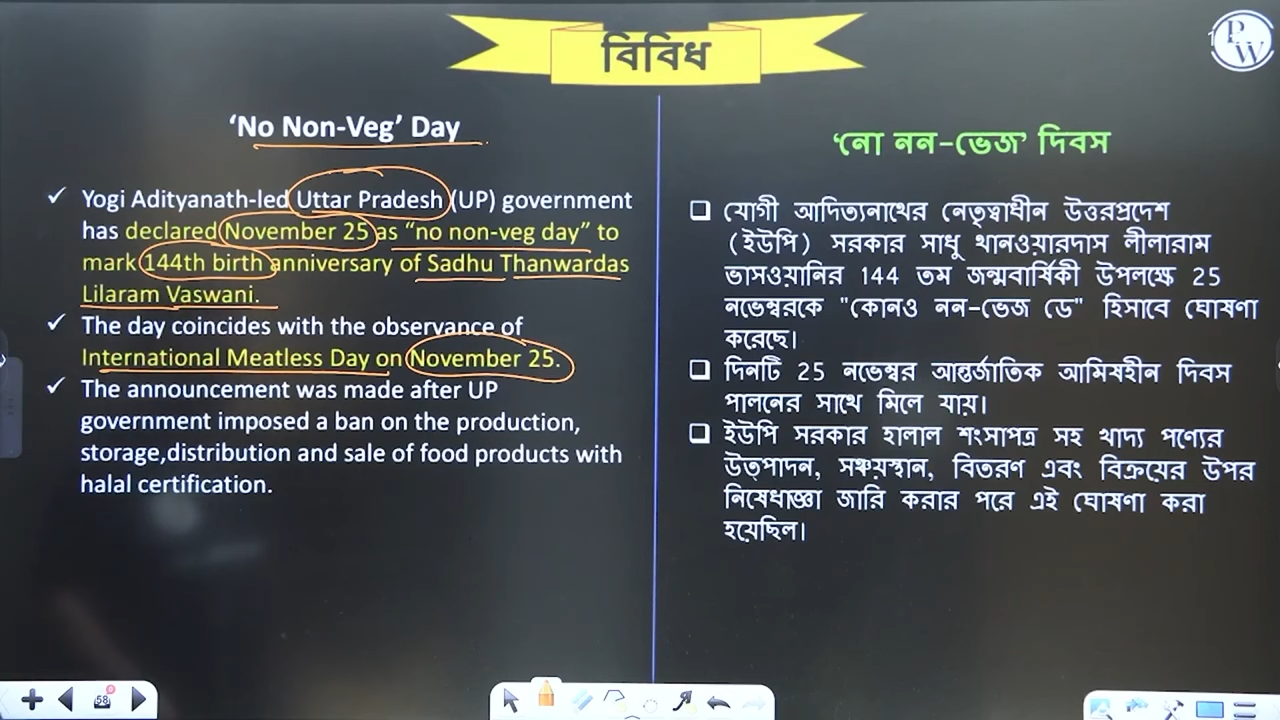 বিবিধ
PW
'No Non-Veg' Day
✓ Yogi Adityanath-led Uttar Pradesh (UP) government
has declared November 25 as "no non-veg day" to
mark 144th birth anniversary of Sadhu Thanwardas
Lilaram Vaswani.
✓ The day coincides with the observance of
International Meatless Day on November 25.
✓ The announcement was made after UP
government imposed a ban on the production,
storage,distribution and sale of food products with
halal certification.
'নো নন-ভেজ' দিবস
❑ যোগী আদিত্যনাথের নেতৃত্বাধীন উত্তরপ্রদেশ
(ইউপি) সরকার সাধু থানওয়ারদাস লীলারাম
ভাসওয়ানির 144 তম জন্মবার্ষিকী উপলক্ষে 25
নভেম্বরকে "কোনও নন-ভেজ ডে" হিসাবে ঘোষণা
করেছে।
❑ দিনটি 25 নভেম্বর আন্তর্জাতিক আমিষহীন দিবস
পালনের সাথে মিলে যায়।
❑ ইউপি সরকার হালাল শংসাপত্র সহ খাদ্য পণ্যের
উত্পাদন, সঞ্চয়স্থান, বিতরণ এবং বিক্রয়ের উপর
নিষেধাজ্ঞা জারি করার পরে এই ঘোষণা করা
হয়েছিল।
58